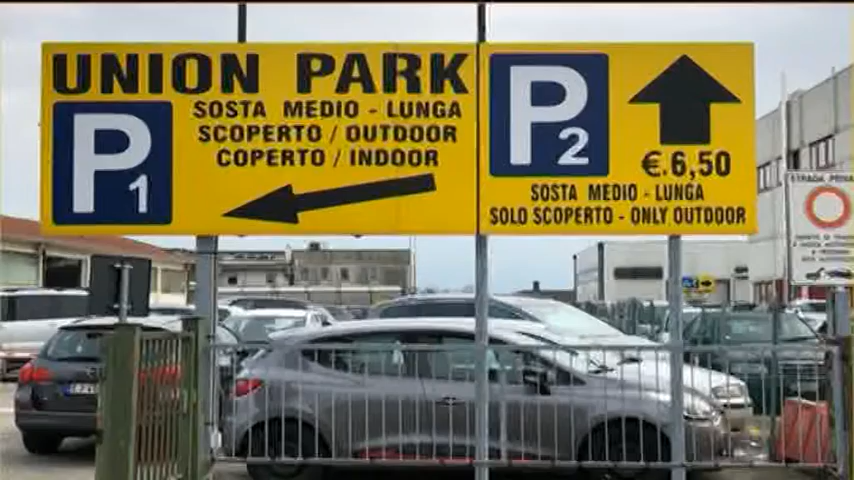 UNION PARK
P1
SOSTA MEDIO - LUNGA
SCOPERTO / OUTDOOR
COPERTO / INDOOR
P2
€.6,50
SOSTA MEDIO - LUNGA
SOLO SCOPERTO - ONLY OUTDOOR
STRADA PRIVA